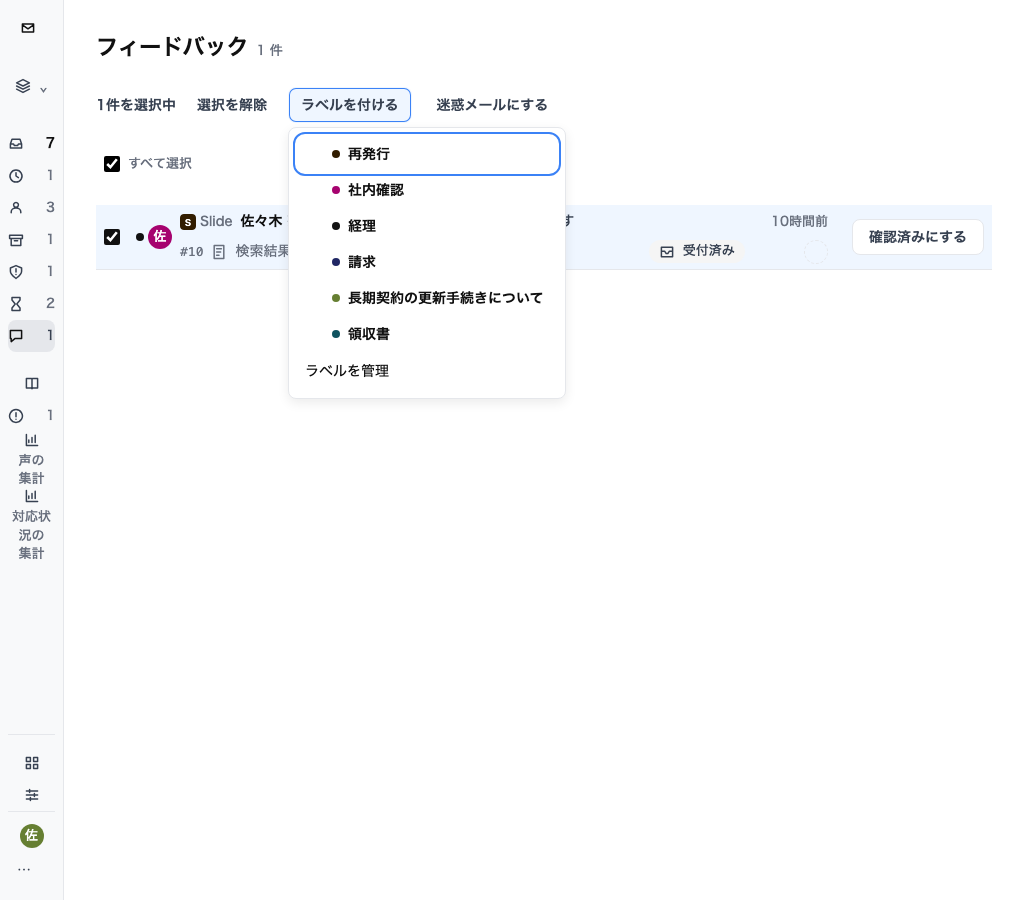 フィードバック 1 件
1件を選択中 選択を解除 ラベルを付ける 迷惑メールにする
すべて選択
再発行
社内確認
経理
請求
長期契約の更新手続きについて
領収書
ラベルを管理
佐 S Slide 佐々木 す 10時間前
#10 検索結果 受付済み
確認済みにする
7
1
3
1
1
2
1
1
声の
集計
対応状
況の
集計
佐
…